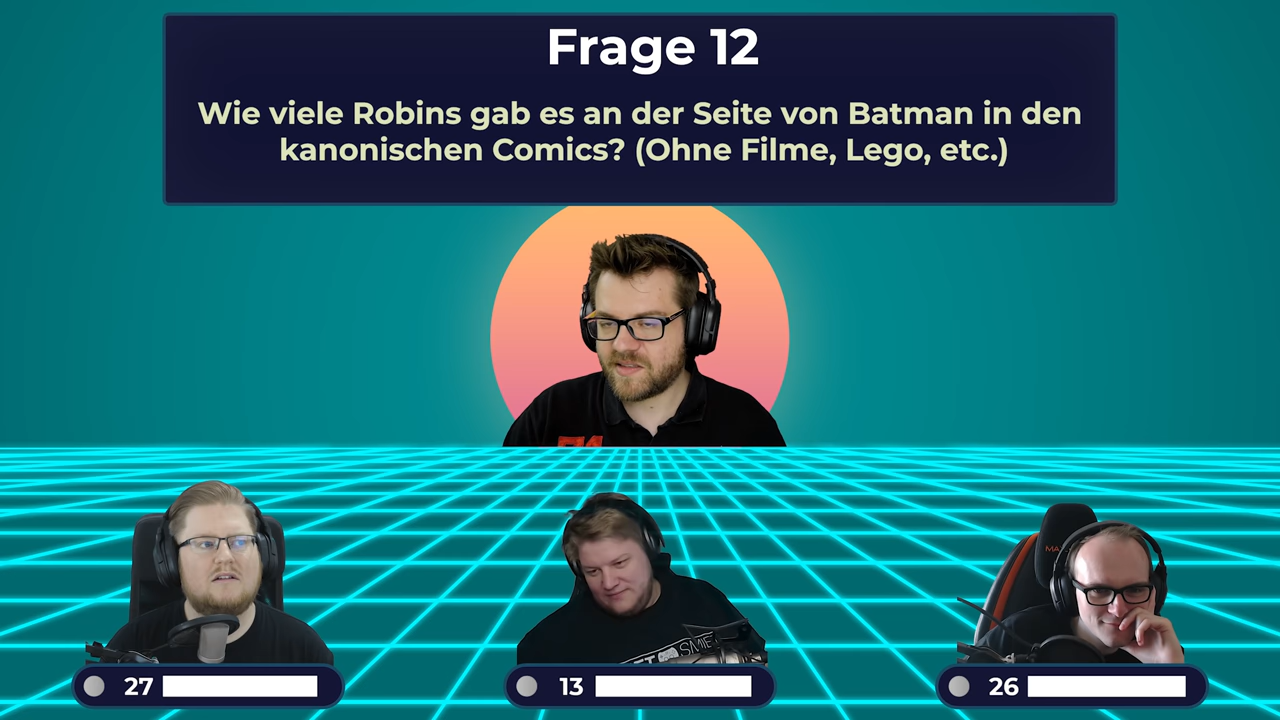 Frage 12
Wie viele Robins gab es an der Seite von Batman in den
kanonischen Comics? (Ohne Filme, Lego, etc.)
27
13
26